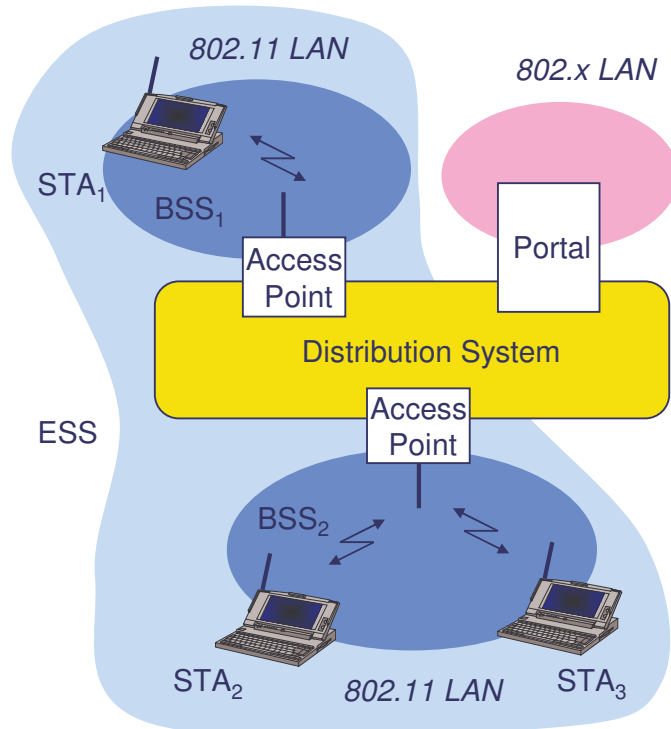 802.11 LAN
802.x LAN
STA₁
BSS₁
Access
Point
Portal
Distribution System
Access
Point
ESS
BSS₂
STA₂
802.11 LAN
STA₃